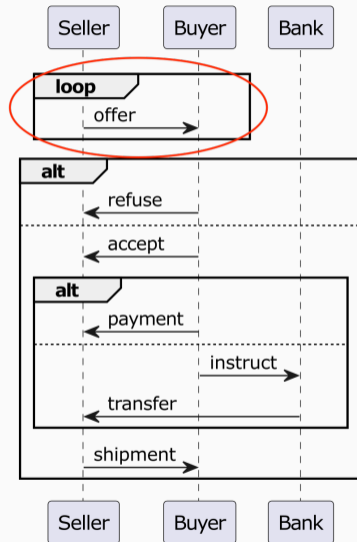 Seller Buyer Bank
loop
offer
alt
refuse
accept
alt
payment
instruct
transfer
shipment
Seller Buyer Bank